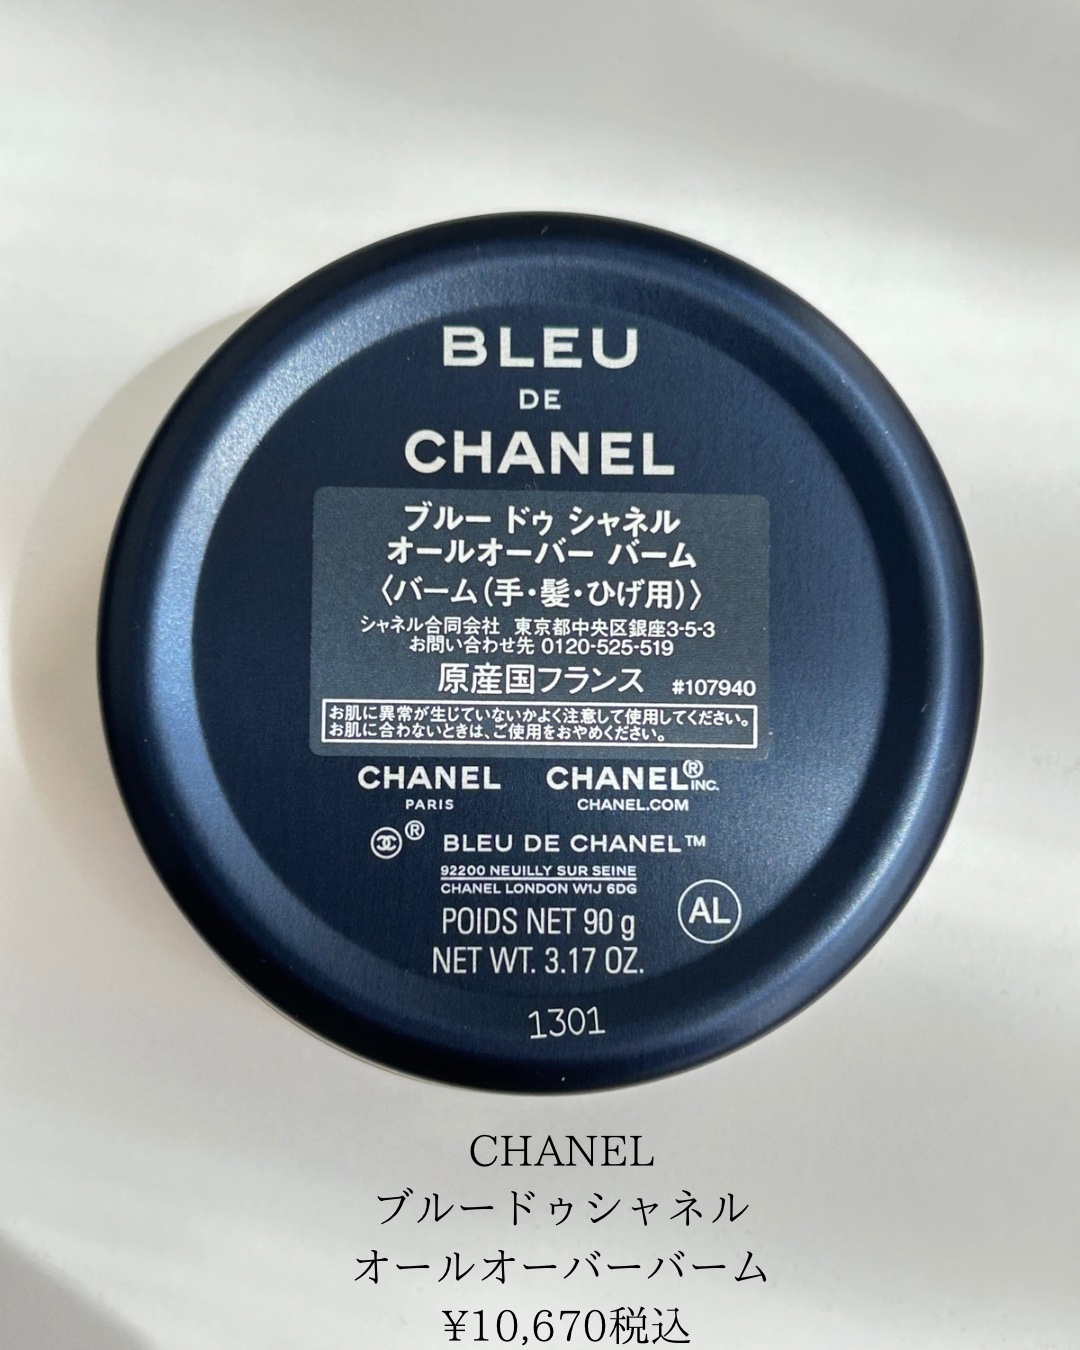 BLEU
DE
CHANEL
ブルー ドゥ シャネル
オールオーバー バーム
〈バーム(手・髪・ひげ用)〉
シャネル合同会社 東京都中央区銀座3-5-3
お問い合わせ先 0120-525-519
原産国フランス #107940
お肌に異常が生じていないかよく注意して使用してください。
お肌に合わないときは、ご使用をおやめください。
CHANEL CHANEL® INC.
PARIS CHANEL.COM
® BLEU DE CHANEL™
92200 NEUILLY SUR SEINE
CHANEL LONDON W1J 6DG
AL
POIDS NET 90 g
NET WT. 3.17 OZ.
1301
CHANEL
ブルードゥシャネル
オールオーバーバーム
¥10,670税込